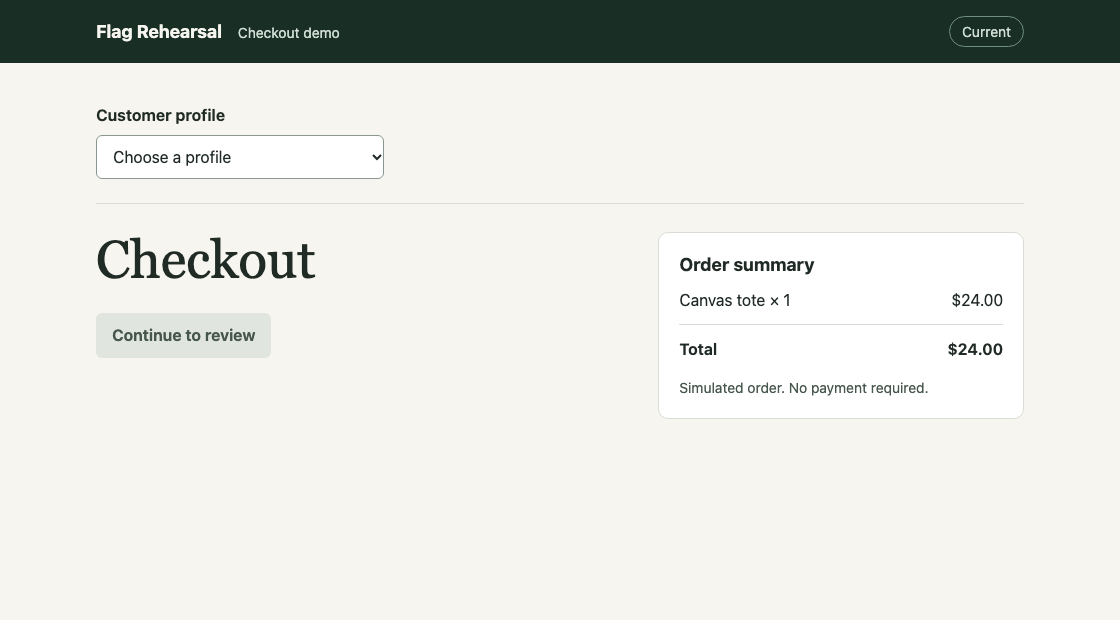 Flag Rehearsal Checkout demo Current
Customer profile
Choose a profile
Checkout
Continue to review
Order summary
Canvas tote × 1 $24.00
Total $24.00
Simulated order. No payment required.